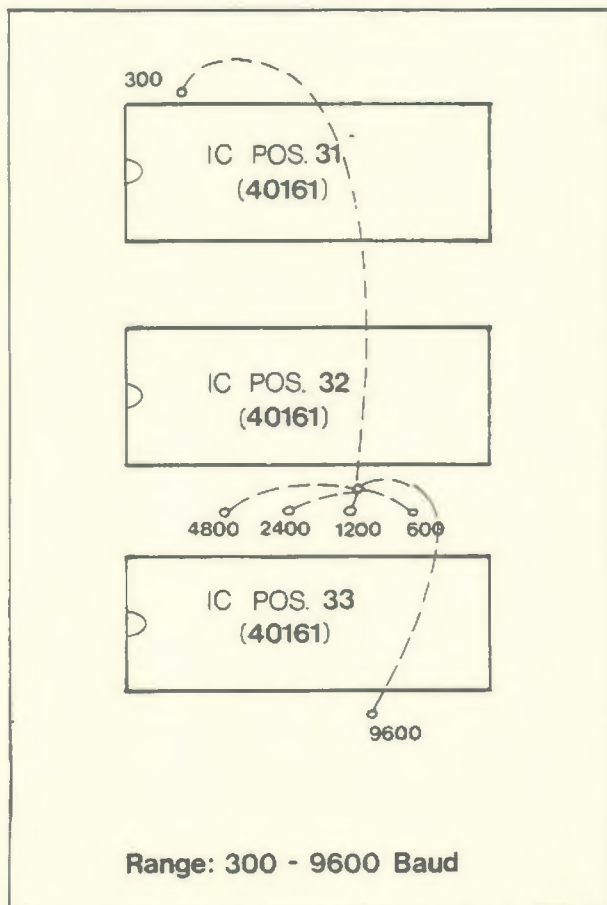 300
IC POS. 31
(40161)
IC POS. 32
(40161)
4800 2400 1200 600
IC POS. 33
(40161)
9600
Range: 300 - 9600 Baud